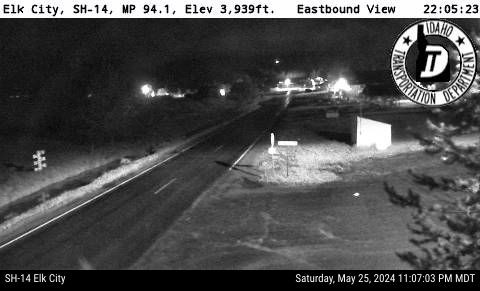 Elk City, SH-14, MP 94.1, Elev 3,939ft. Eastbound View 22:05:23
IDAHO
TRANSPORTATION DEPARTMENT
SH-14 Elk City Saturday, May 25, 2024 11:07:03 PM MDT